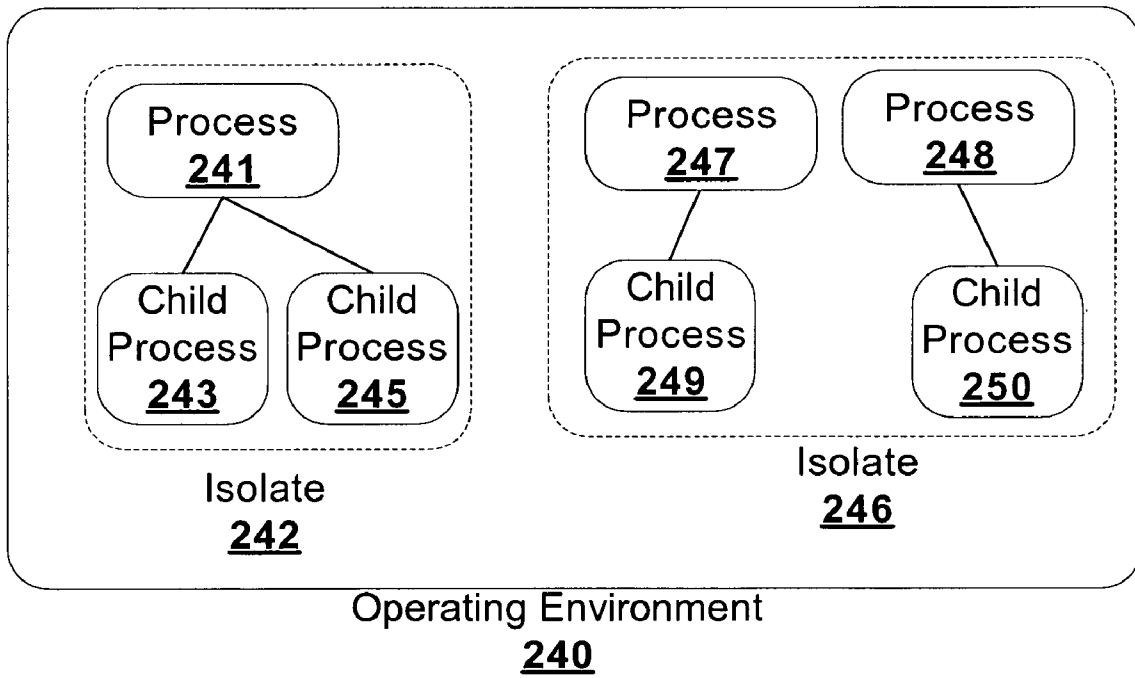 Process
241
Child
Process
243
Child
Process
245
Isolate
242
Process
247
Process
248
Child
Process
249
Child
Process
250
Isolate
246
Operating Environment
240